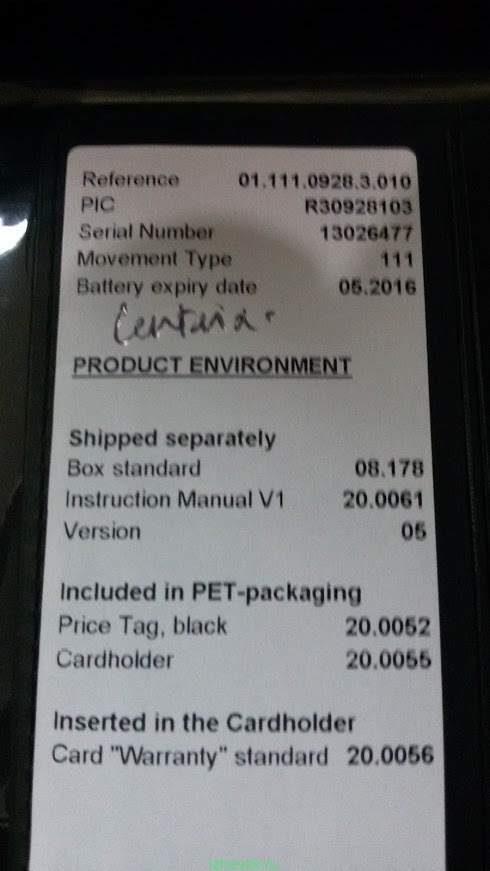 Reference 01.111.0928.3.010
PIC R30928103
Serial Number 13026477
Movement Type 111
Battery expiry date 05.2016
PRODUCT ENVIRONMENT
Shipped separately
Box standard 08.178
Instruction Manual V1 20.0061
Version 05
Included in PET-packaging
Price Tag, black 20.0052
Cardholder 20.0055
Inserted in the Cardholder
Card "Warranty" standard 20.0056